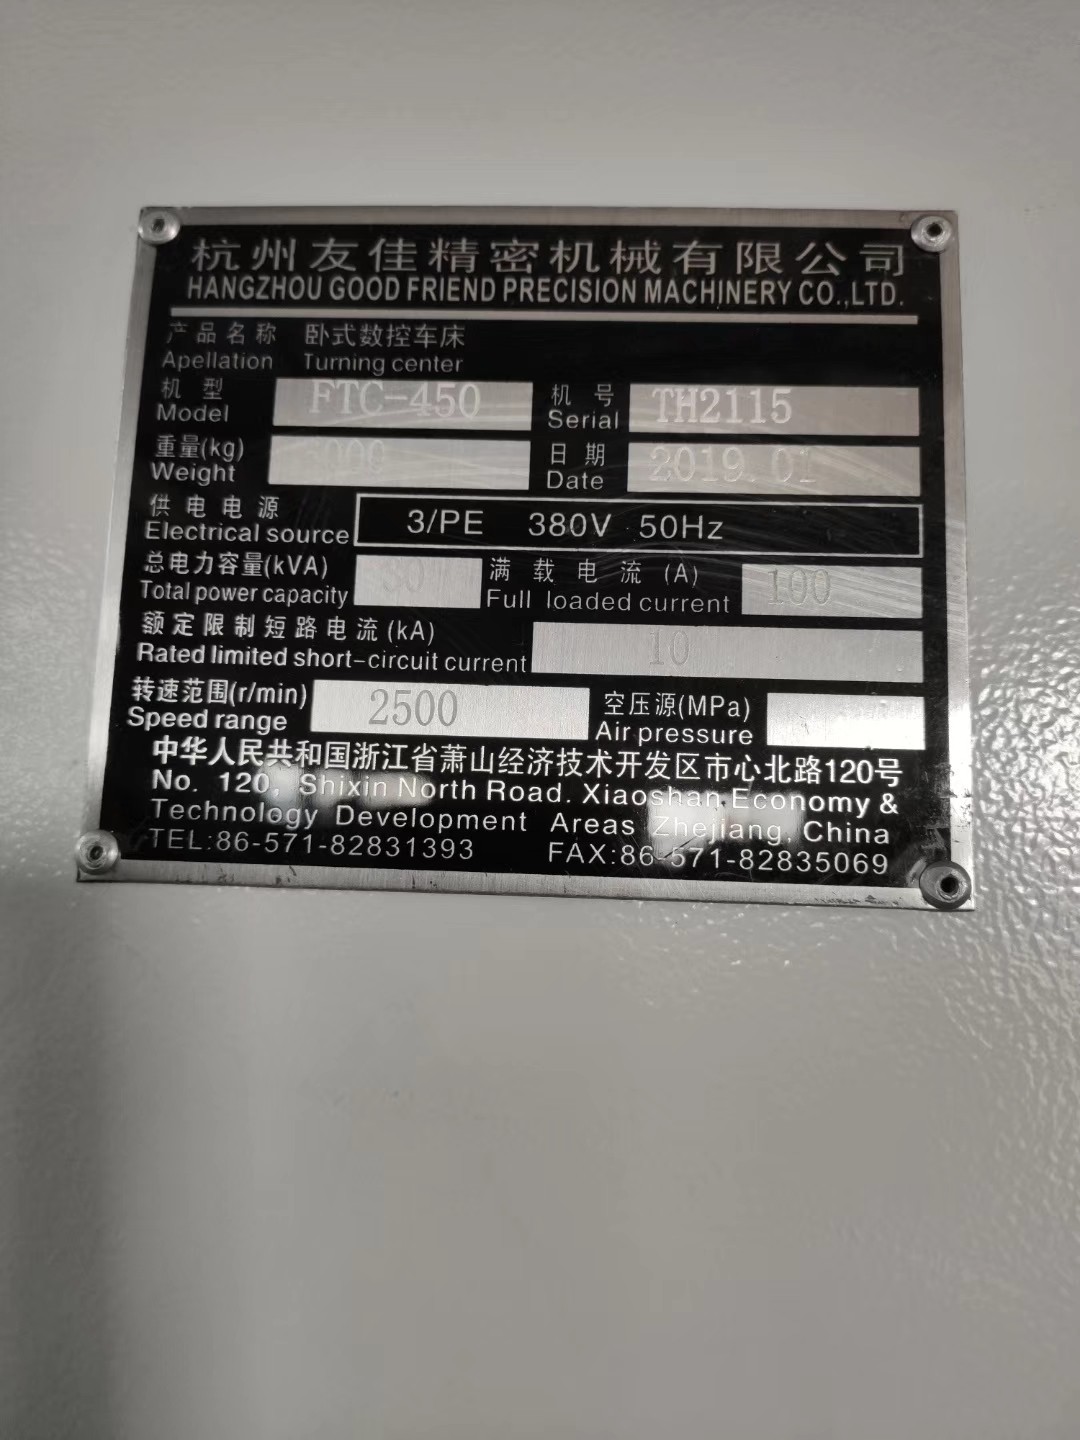 杭州友佳精密机械有限公司
HANGZHOU GOOD FRIEND PRECISION MACHINERY CO.,LTD.
产品名称 卧式数控车床
Apellation Turning center
机型 FTC-450 机号 TH2115
Model Serial
重量(kg) 日期 2019.01
Weight Date
供电电源 3/PE 380V 50Hz
Electrical source
总电力容量(kVA) 满载电流(A) 100
Total power capacity Full loaded current
额定限制短路电流(kA) 10
Rated limited short-circuit current
转速范围(r/min) 2500 空压源(MPa)
Speed range Air pressure
中华人民共和国浙江省萧山经济技术开发区市心北路120号
No. 120, Shixin North Road. Xiaoshan Economy &
Technology Development Areas Zhejiang, China
TEL:86-571-82831393 FAX:86-571-82835069